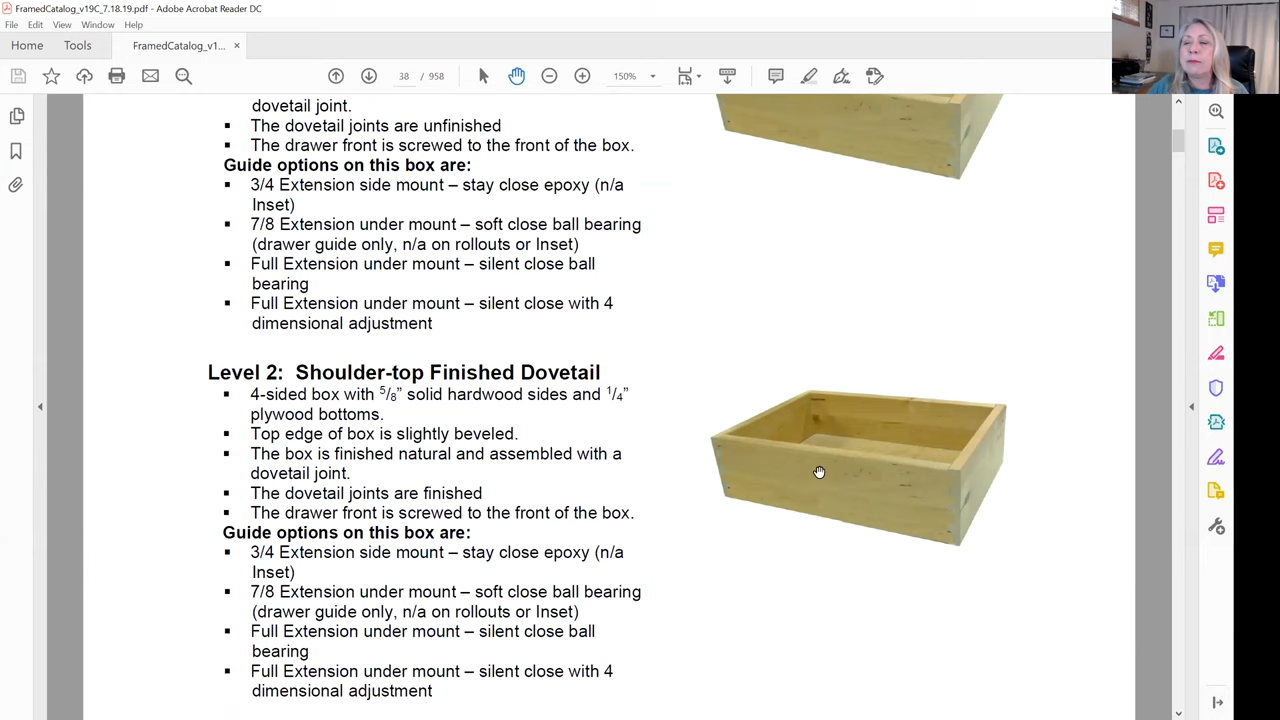 FramedCatalog_v19C_7.18.19.pdf - Adobe Acrobat Reader DC
File Edit View Window Help
Home Tools FramedCatalog_v1... ×
38 / 958 150%
dovetail joint.
▪ The dovetail joints are unfinished
▪ The drawer front is screwed to the front of the box.
Guide options on this box are:
▪ 3/4 Extension side mount – stay close epoxy (n/a
Inset)
▪ 7/8 Extension under mount – soft close ball bearing
(drawer guide only, n/a on rollouts or Inset)
▪ Full Extension under mount – silent close ball
bearing
▪ Full Extension under mount – silent close with 4
dimensional adjustment
Level 2: Shoulder-top Finished Dovetail
▪ 4-sided box with 5/8” solid hardwood sides and 1/4”
plywood bottoms.
▪ Top edge of box is slightly beveled.
▪ The box is finished natural and assembled with a
dovetail joint.
▪ The dovetail joints are finished
▪ The drawer front is screwed to the front of the box.
Guide options on this box are:
▪ 3/4 Extension side mount – stay close epoxy (n/a
Inset)
▪ 7/8 Extension under mount – soft close ball bearing
(drawer guide only, n/a on rollouts or Inset)
▪ Full Extension under mount – silent close ball
bearing
▪ Full Extension under mount – silent close with 4
dimensional adjustment